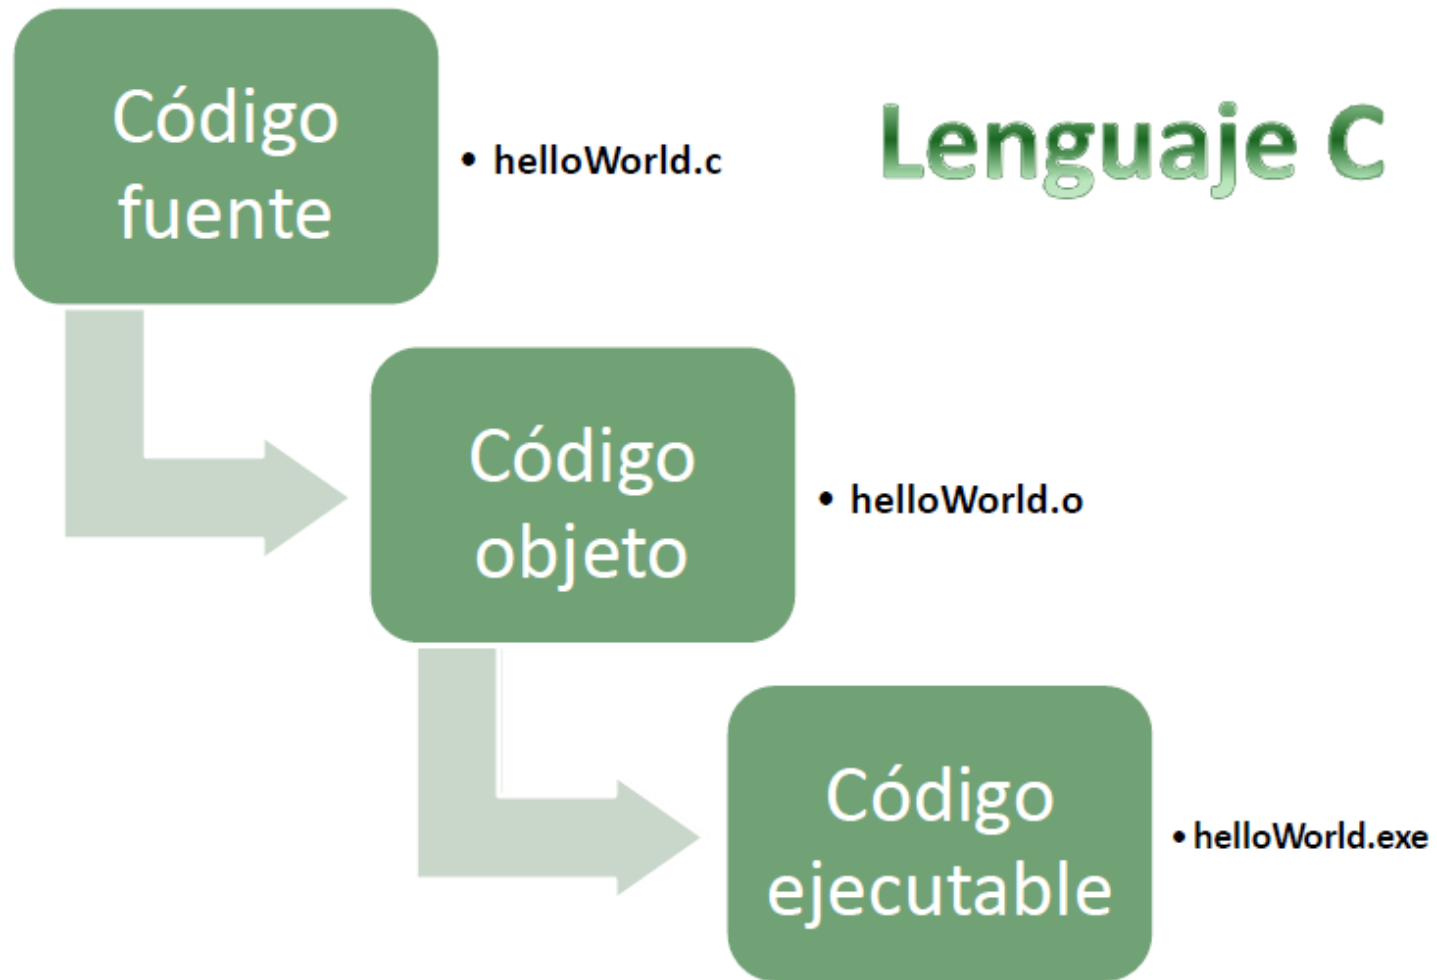 Código
fuente
• helloWorld.c
Lenguaje C
Código
objeto
• helloWorld.o
Código
ejecutable
• helloWorld.exe